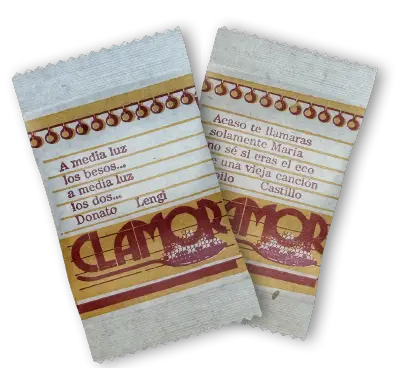 A media luz
los besos...
a media luz
los dos...
Donato Lengi
CLAMOR
Acaso te llamaras
solamente María
no sé si eras el eco
e una vieja canción
Castillo
AMOR